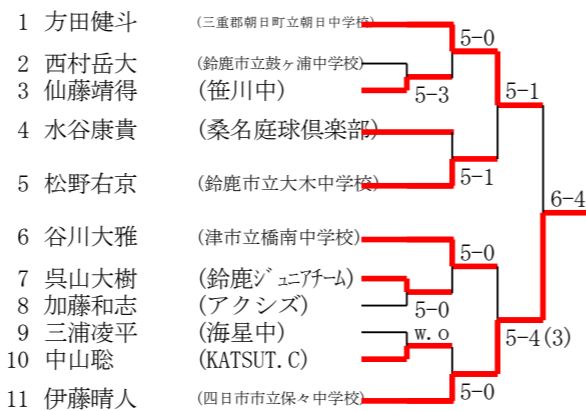 1 方田健斗 (三重郡朝日町立朝日中学校)
5-0
2 西村岳大 (鈴鹿市立鼓ヶ浦中学校)
3 仙藤靖得 (笹川中)
5-3
5-1
4 水谷康貴 (桑名庭球倶楽部)
5-1
5 松野右京 (鈴鹿市立大木中学校)
6-4
6 谷川大雅 (津市立橋南中学校)
5-0
7 呉山大樹 (鈴鹿ジュニアチーム)
8 加藤和志 (アクシズ)
5-0
9 三浦凌平 (海星中)
w.o
5-4(3)
10 中山聡 (KATSUT.C)
5-0
11 伊藤晴人 (四日市市立保々中学校)